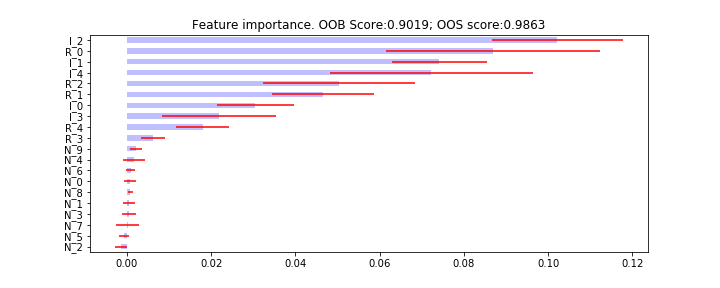 Feature importance. OOB Score:0.9019; OOS score:0.9863
I_2
R_0
I_1
I_4
R_2
R_1
I_0
I_3
R_4
R_3
N_9
N_4
N_6
N_0
N_8
N_1
N_3
N_7
N_5
N_2
0.00 0.02 0.04 0.06 0.08 0.10 0.12